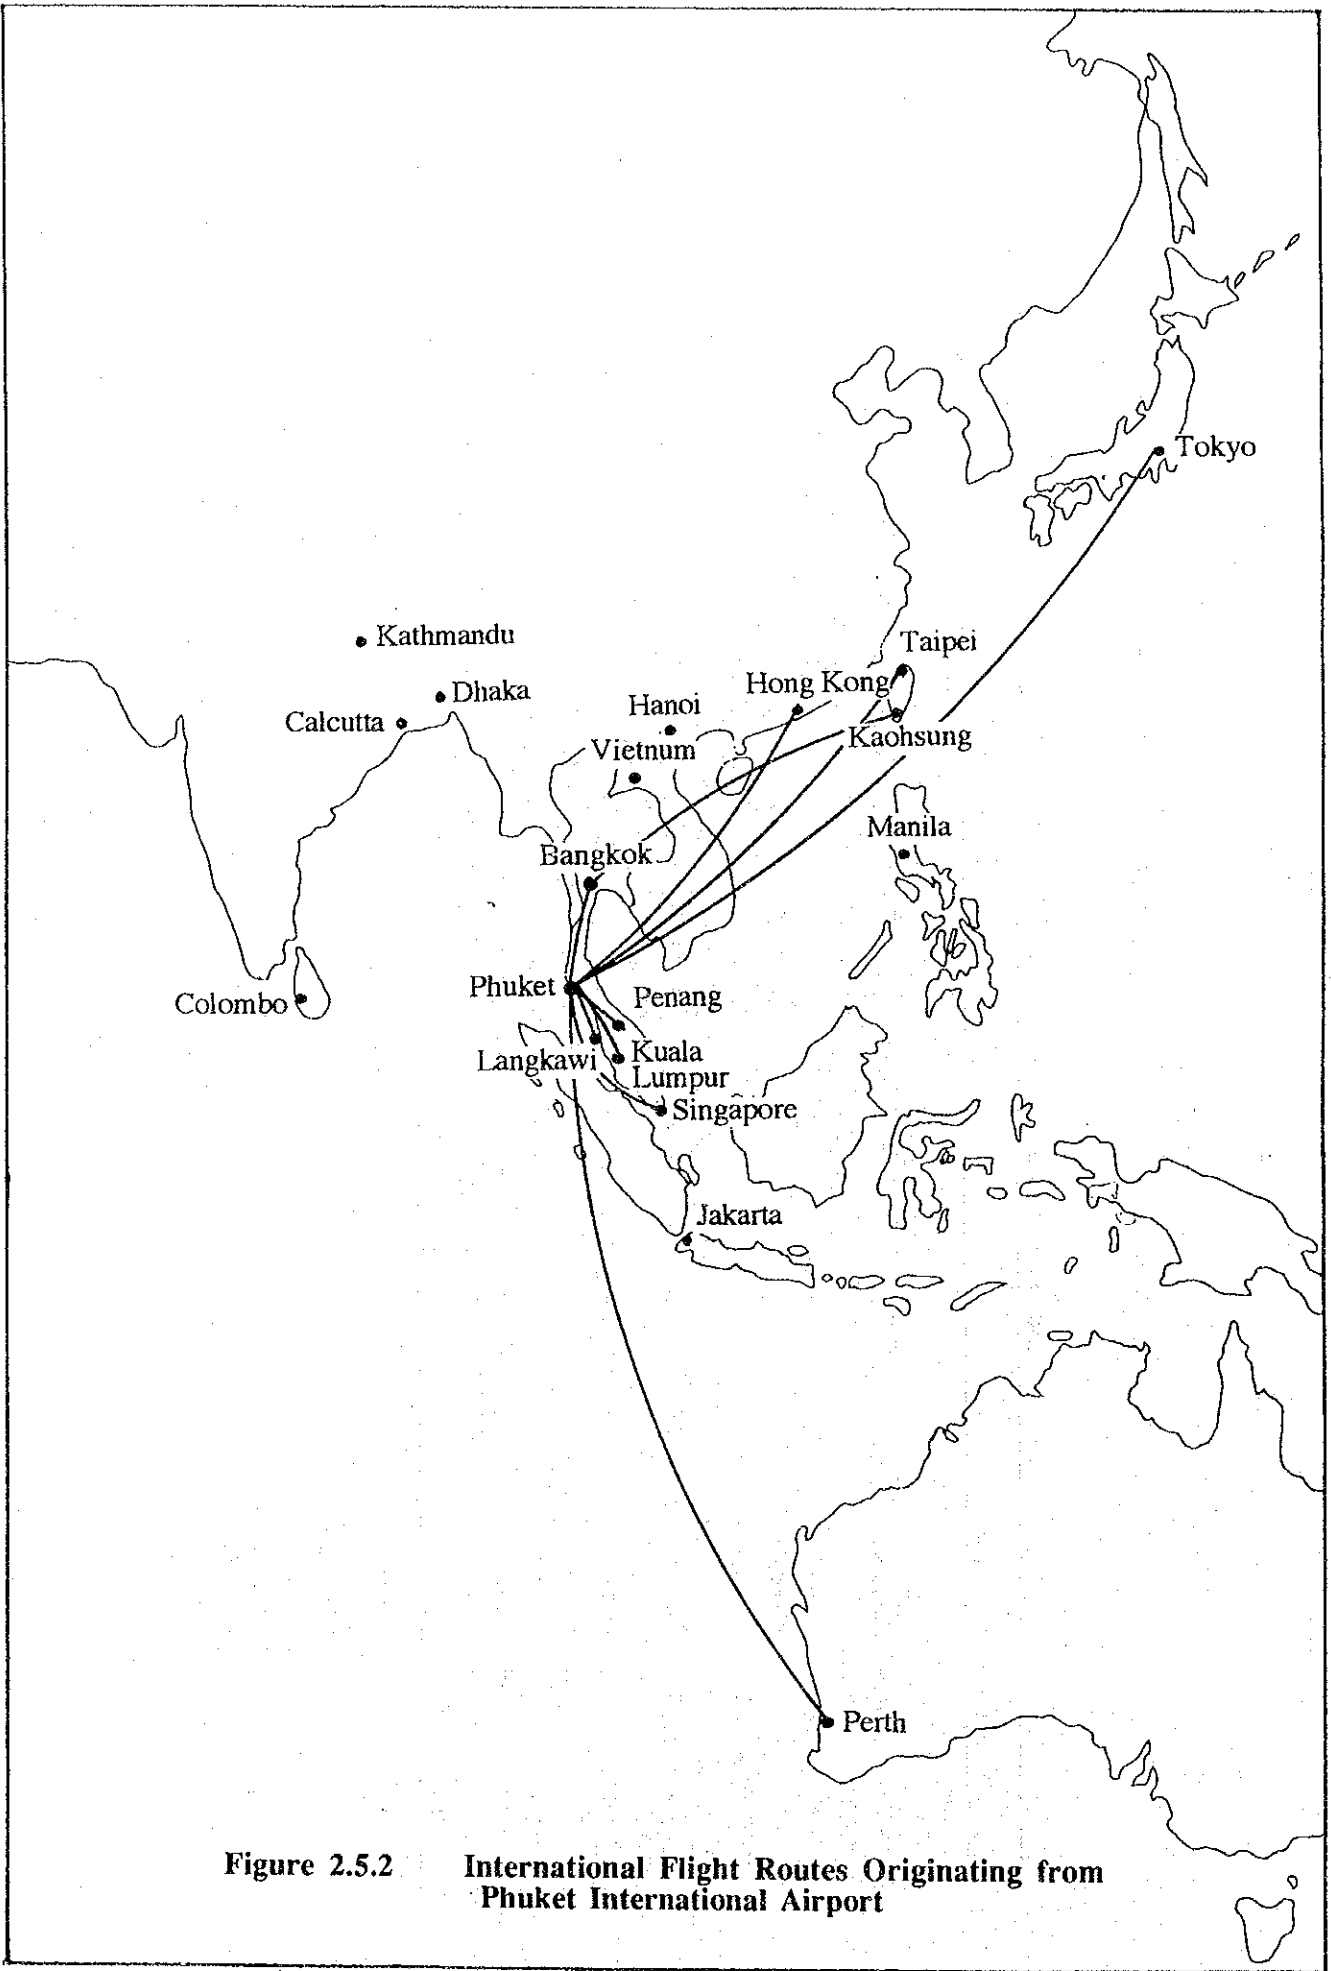 Tokyo
Kathmandu
Taipei
Dhaka
Hong Kong
Calcutta
Hanoi
Kaohsung
Vietnum
Manila
Bangkok
Phuket
Penang
Colombo
Langkawi
Kuala
Lumpur
Singapore
Jakarta
Perth
Figure 2.5.2 International Flight Routes Originating from
Phuket International Airport